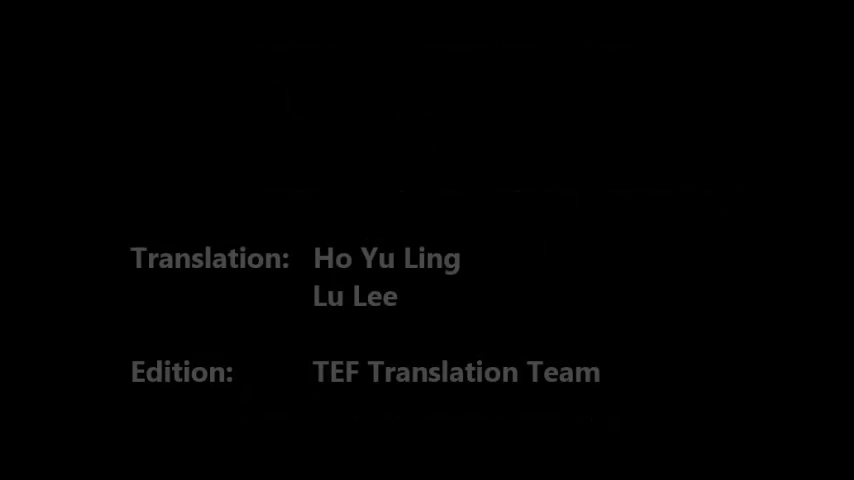 Translation: Ho Yu Ling
Lu Lee
Edition: TEF Translation Team